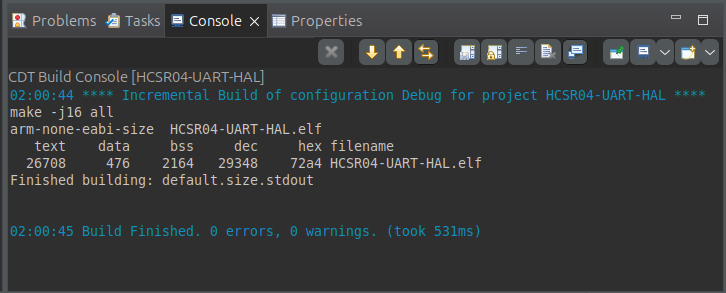 Problems Tasks Console Properties
CDT Build Console [HCSR04-UART-HAL]
02:00:44 **** Incremental Build of configuration Debug for project HCSR04-UART-HAL ****
make -j16 all
arm-none-eabi-size  HCSR04-UART-HAL.elf
   text    data     bss     dec     hex filename
  26708     476    2164   29348    72a4 HCSR04-UART-HAL.elf
Finished building: default.size.stdout
02:00:45 Build Finished. 0 errors, 0 warnings. (took 531ms)